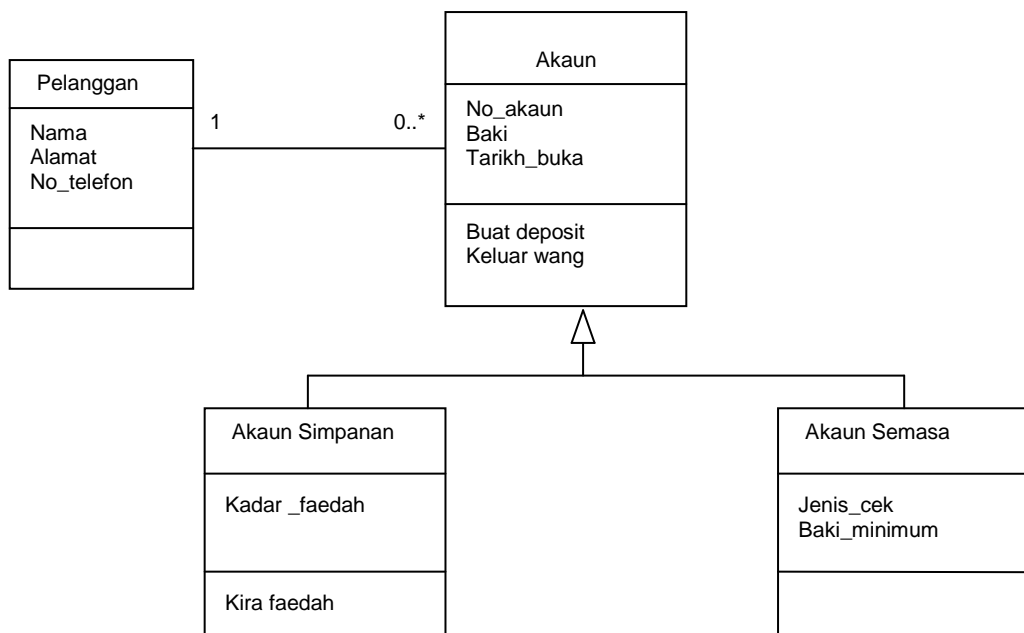 Pelanggan
Nama
Alamat
No_telefon
1
0..*
Akaun
No_akaun
Baki
Tarikh_buka
Buat deposit
Keluar wang
Akaun Simpanan
Kadar _faedah
Kira faedah
Akaun Semasa
Jenis_cek
Baki_minimum